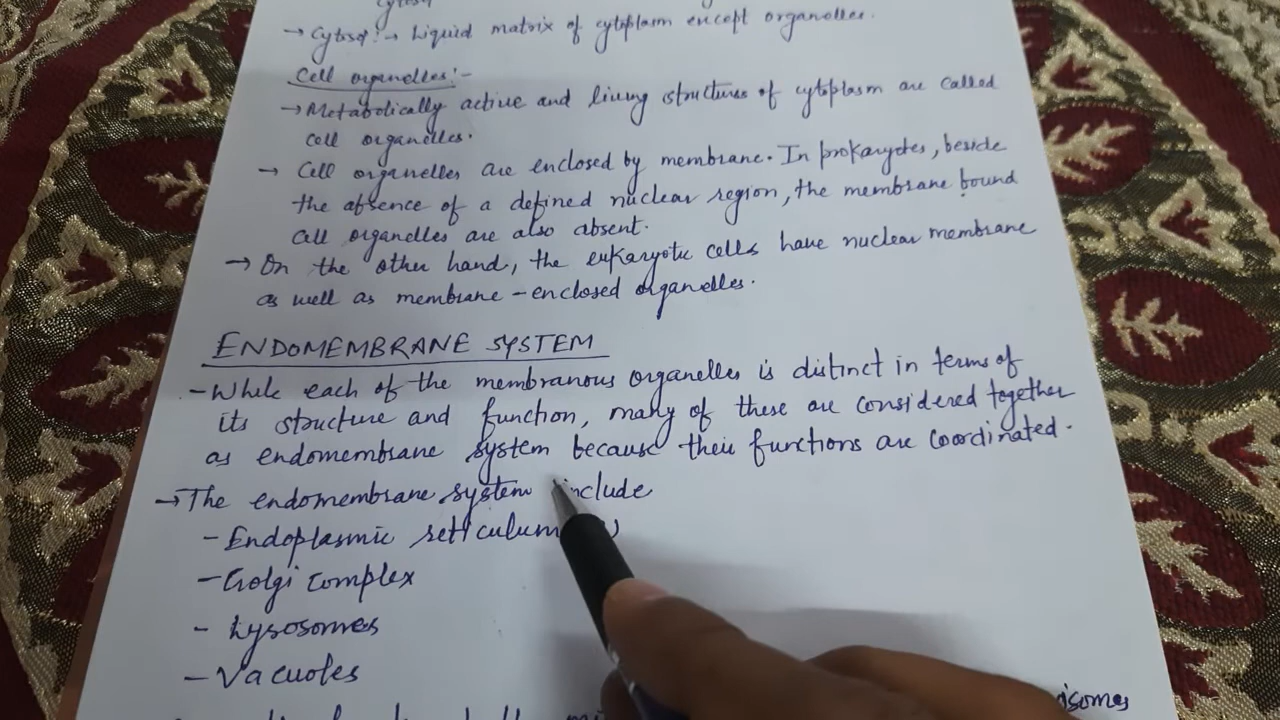 → Cytosol:→ Liquid matrix of cytoplasm except organelles.
Cell organelles:-
→ Metabolically active and living structures of cytoplasm are called
cell organelles.
→ Cell organelles are enclosed by membrane. In prokaryotes, beside
the absence of a defined nuclear region, the membrane bound
cell organelles are also absent.
→ On the other hand, the eukaryotic cells have nuclear membrane
as well as membrane-enclosed organelles.
ENDOMEMBRANE SYSTEM
- While each of the membranous organelles is distinct in terms of
its structure and function, many of these are considered together
as endomembrane system because their functions are coordinated.
→ The endomembrane system include
- Endoplasmic reticulum
- Golgi complex
- Lysosomes
- Vacuoles